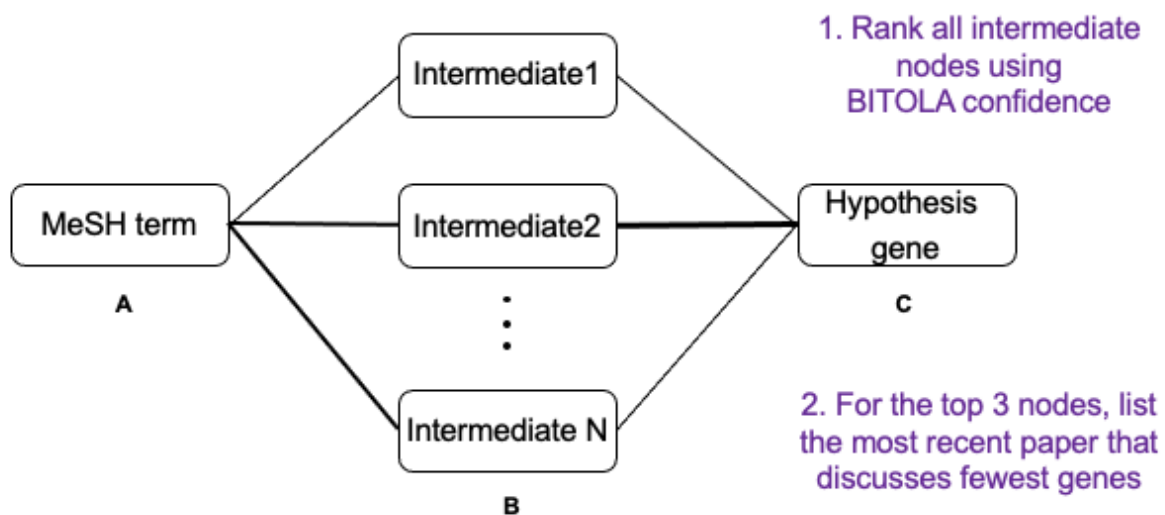 1. Rank all intermediate
nodes using
BITOLA confidence
Intermediate1
MeSH term
Intermediate2
Hypothesis
gene
A
C
Intermediate N
B
2. For the top 3 nodes, list
the most recent paper that
discusses fewest genes